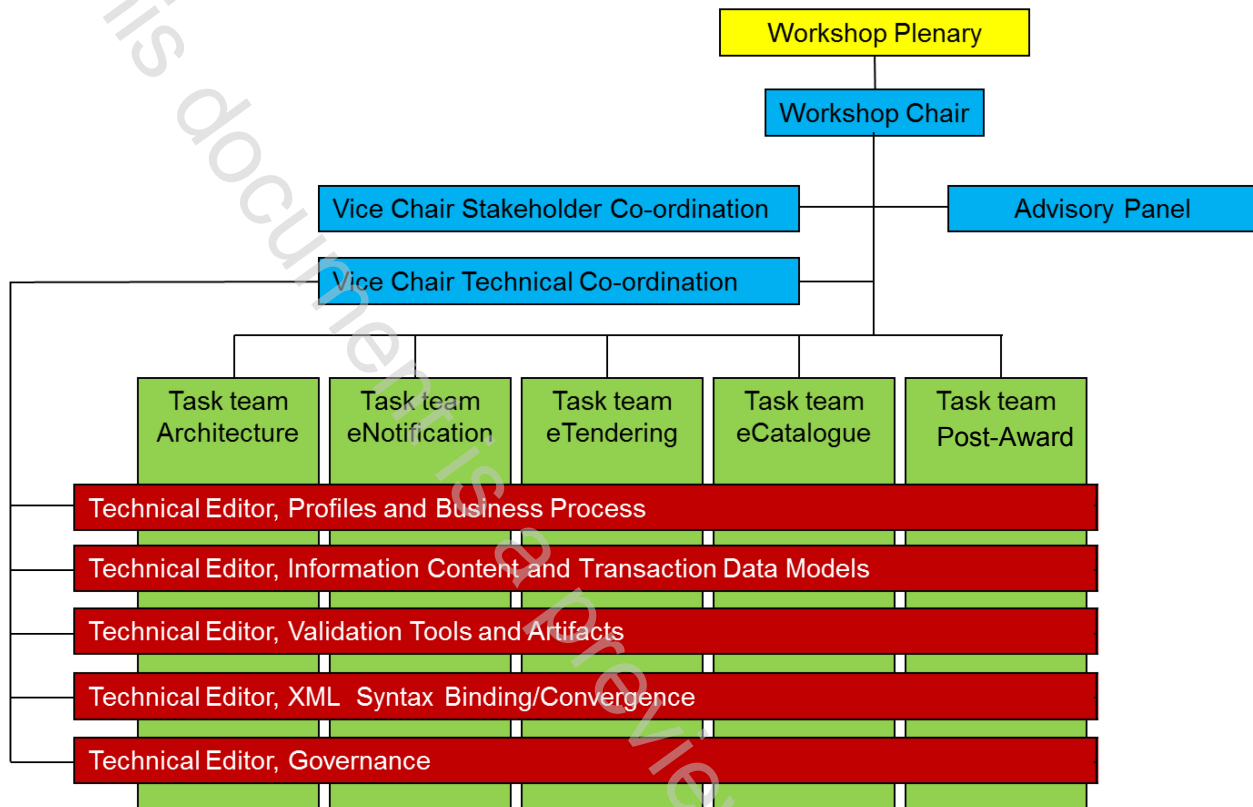 Workshop Plenary
Workshop Chair
Vice Chair Stakeholder Co-ordination
Advisory Panel
Vice Chair Technical Co-ordination
Task team
Architecture
Task team
eNotification
Task team
eTendering
Task team
eCatalogue
Task team
Post-Award
Technical Editor, Profiles and Business Process
Technical Editor, Information Content and Transaction Data Models
Technical Editor, Validation Tools and Artifacts
Technical Editor, XML Syntax Binding/Convergence
Technical Editor, Governance
document is a preview